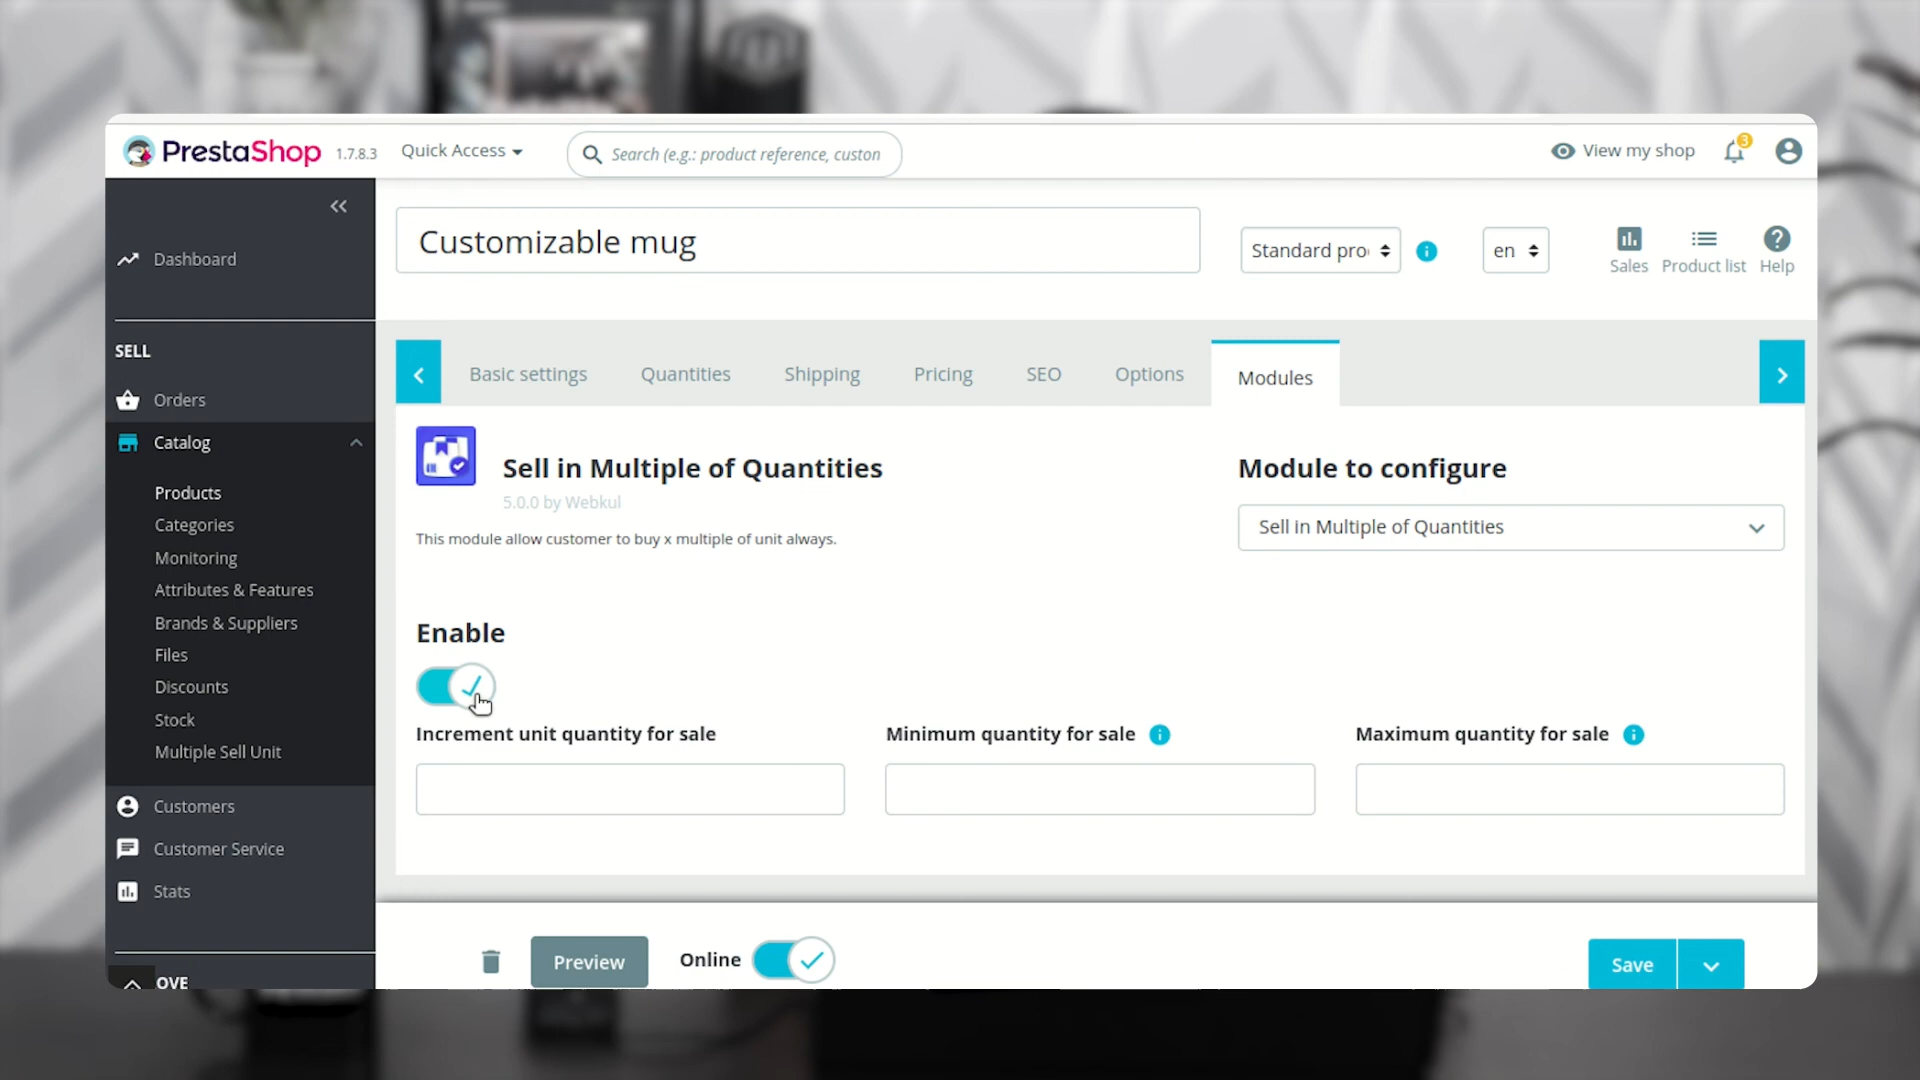 PrestaShop 1.7.8.3 Quick Access Search (e.g.: product reference, custon View my shop 3
Customizable mug Standard pro en Sales Product list Help
Dashboard
SELL
Orders
Catalog
Products
Categories
Monitoring
Attributes & Features
Brands & Suppliers
Files
Discounts
Stock
Multiple Sell Unit
Customers
Customer Service
Stats
OVE
Basic settings Quantities Shipping Pricing SEO Options Modules
Sell in Multiple of Quantities
5.0.0 by Webkul
This module allow customer to buy x multiple of unit always.
Module to configure
Sell in Multiple of Quantities
Enable
Increment unit quantity for sale Minimum quantity for sale Maximum quantity for sale
Preview Online Save